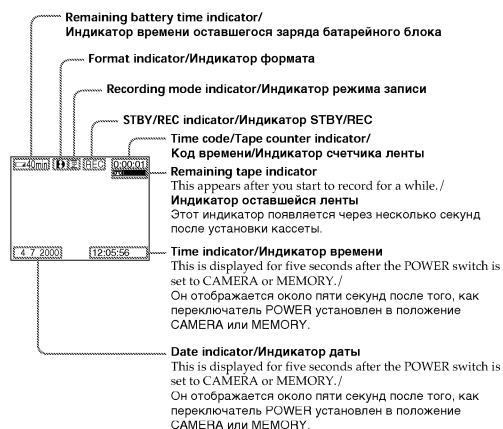 Remaining battery time indicator/
Индикатор времени оставшегося заряда батарейного блока
Format indicator/Индикатор формата
Recording mode indicator/Индикатор режима записи
STBY/REC indicator/Индикатор STBY/REC
Time code/Tape counter indicator/
Код времени/Индикатор счетчика ленты
40min REC 0:00:01
Remaining tape indicator
This appears after you start to record for a while./
Индикатор оставшейся ленты
Этот индикатор появляется через несколько секунд
после установки кассеты.
4 7 2000 12:05:56
Time indicator/Индикатор времени
This is displayed for five seconds after the POWER switch is
set to CAMERA or MEMORY./
Он отображается около пяти секунд после того, как
переключатель POWER установлен в положение
CAMERA или MEMORY.
Date indicator/Индикатор даты
This is displayed for five seconds after the POWER switch is
set to CAMERA or MEMORY./
Он отображается около пяти секунд после того, как
переключатель POWER установлен в положение
CAMERA или MEMORY.